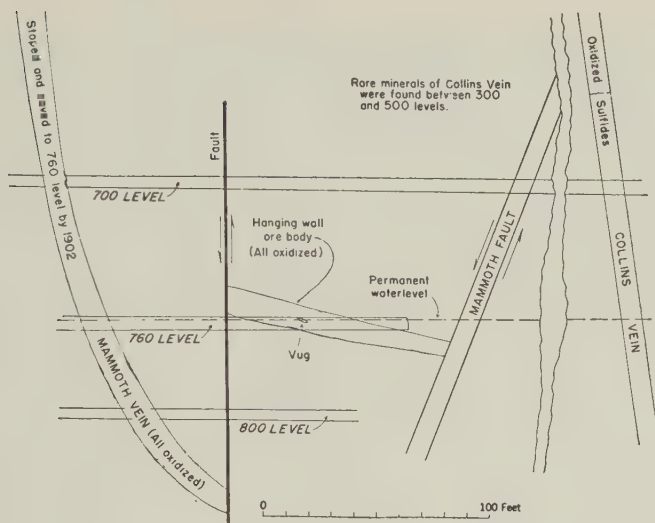 Stoped and moved to 760 level by 1902
Fault
Rare minerals of Collins Vein
were found between 300
and 500 levels.
Oxidized
Sulfides
700 LEVEL
Hanging wall
ore body
(All oxidized)
MAMMOTH FAULT
COLLINS
VEIN
Permanent
waterlevel
760 LEVEL
Vug
MAMMOTH VEIN (All oxidized)
800 LEVEL
0
100 Feet